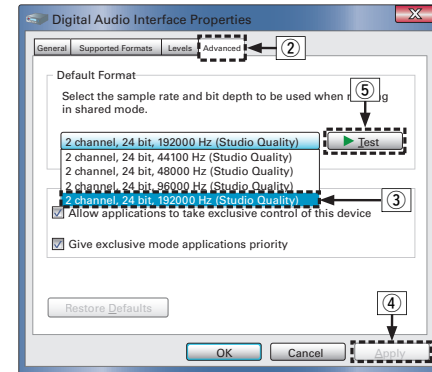 Digital Audio Interface Properties
General Supported Formats Levels Advanced
②
Default Format
Select the sample rate and bit depth to be used when
in shared mode.
⑤
2 channel, 24 bit, 192000 Hz (Studio Quality)
Test
2 channel, 24 bit, 44100 Hz (Studio Quality)
2 channel, 24 bit, 48000 Hz (Studio Quality)
2 channel, 24 bit, 96000 Hz (Studio Quality)
2 channel, 24 bit, 192000 Hz (Studio Quality)
③
Allow applications to take exclusive control of this device
Give exclusive mode applications priority
Restore Defaults
④
OK Cancel Apply